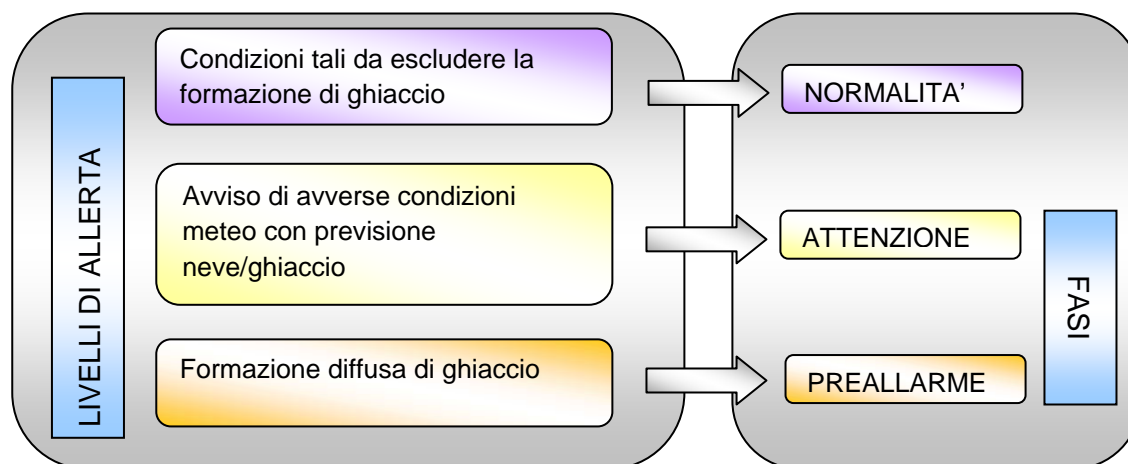 LIVELLI DI ALLERTA
Condizioni tali da escludere la
formazione di ghiaccio
NORMALITA’
Avviso di avverse condizioni
meteo con previsione
neve/ghiaccio
ATTENZIONE
Formazione diffusa di ghiaccio
PREALLARME
FASI